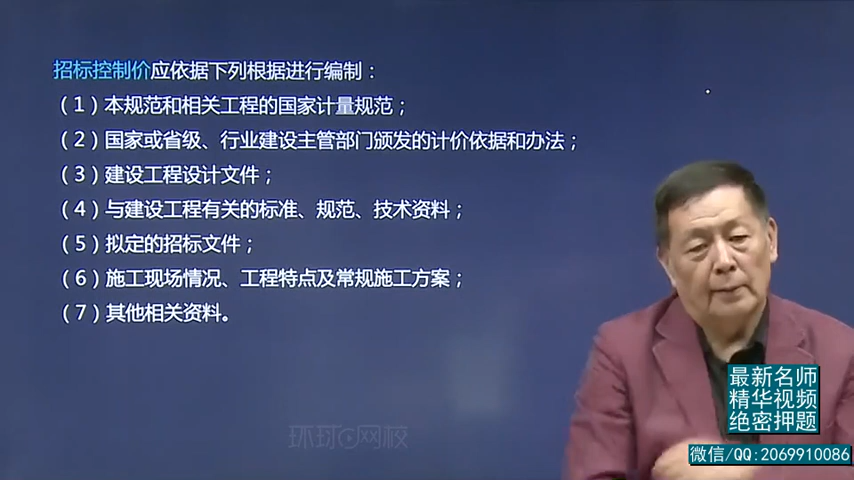 招标控制价应依据下列根据进行编制：
（1）本规范和相关工程的国家计量规范；
（2）国家或省级、行业建设主管部门颁发的计价依据和办法；
（3）建设工程设计文件；
（4）与建设工程有关的标准、规范、技术资料；
（5）拟定的招标文件；
（6）施工现场情况、工程特点及常规施工方案；
（7）其他相关资料。
环球网校
最新名师
精华视频
绝密押题
微信/QQ:2069910086